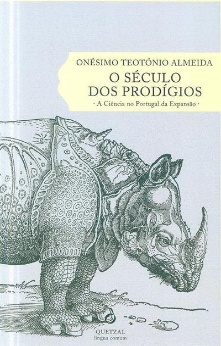 ONÉSIMO TEOTÓNIO ALMEIDA
O SÉCULO
DOS PRODÍGIOS
· A Ciência no Portugal da Expansão ·
QUETZAL
língua comum